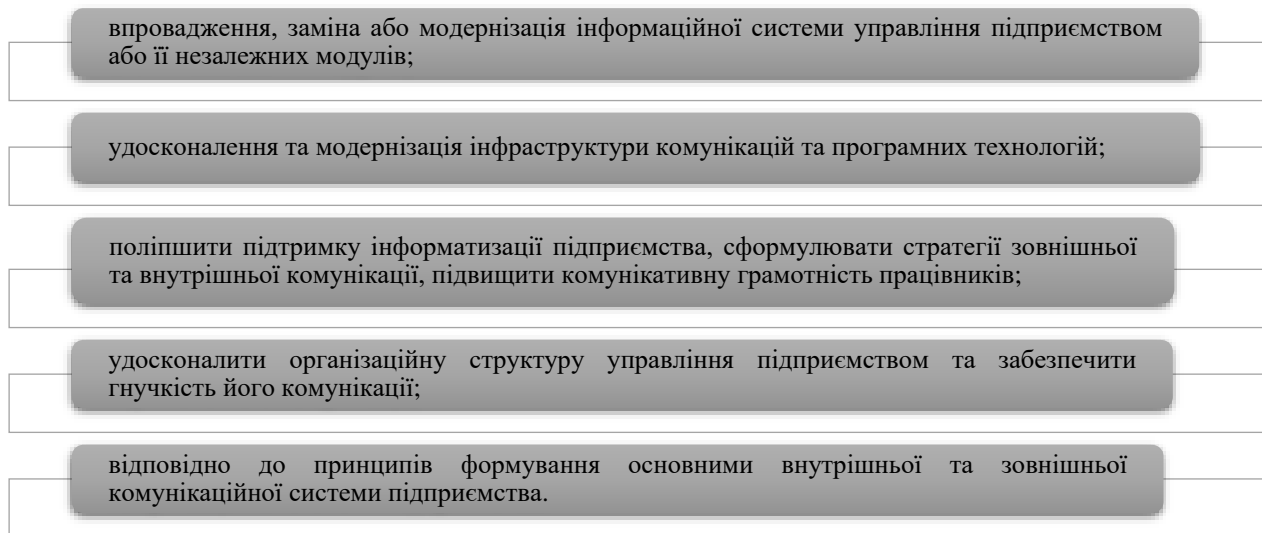 впровадження, заміна або модернізація інформаційної системи управління підприємством
або її незалежних модулів;
удосконалення та модернізація інфраструктури комунікацій та програмних технологій;
поліпшити підтримку інформатизації підприємства, сформулювати стратегії зовнішньої
та внутрішньої комунікації, підвищити комунікативну грамотність працівників;
удосконалити організаційну структуру управління підприємством та забезпечити
гнучкість його комунікації;
відповідно до принципів формування основними внутрішньої та зовнішньої
комунікаційної системи підприємства.